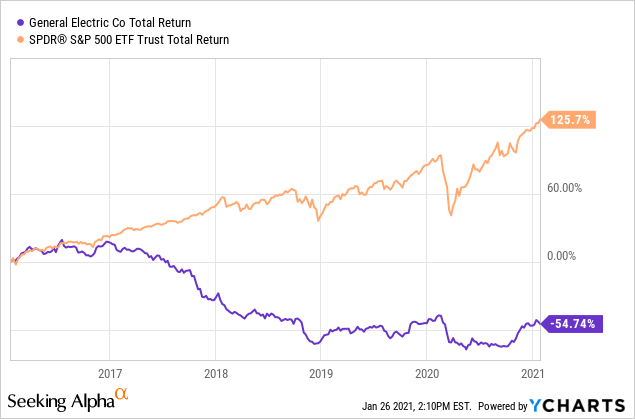 General Electric Co Total Return
SPDR® S&P 500 ETF Trust Total Return
125.7%
60.00%
0.00%
-54.74%
2017 2018 2019 2020 2021
Seeking Alpha α
Jan 26 2021, 2:10PM EST. Powered by YCHARTS